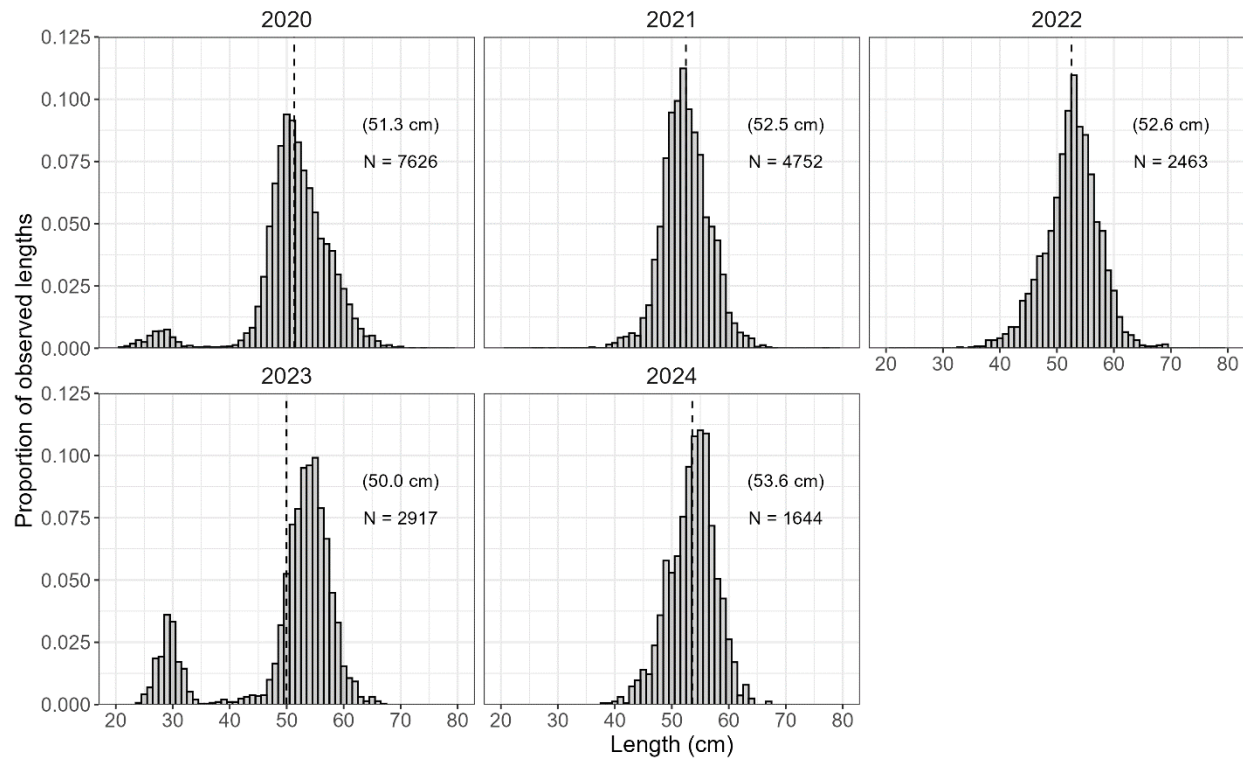 2020
2021
2022
0.125
0.100
0.075
0.050
0.025
0.000
(51.3 cm)
N = 7626
(52.5 cm)
N = 4752
(52.6 cm)
N = 2463
20 30 40 50 60 70 80
Proportion of observed lengths
2023
2024
0.125
0.100
0.075
0.050
0.025
0.000
(50.0 cm)
N = 2917
(53.6 cm)
N = 1644
20 30 40 50 60 70 80
20 30 40 50 60 70 80
Length (cm)